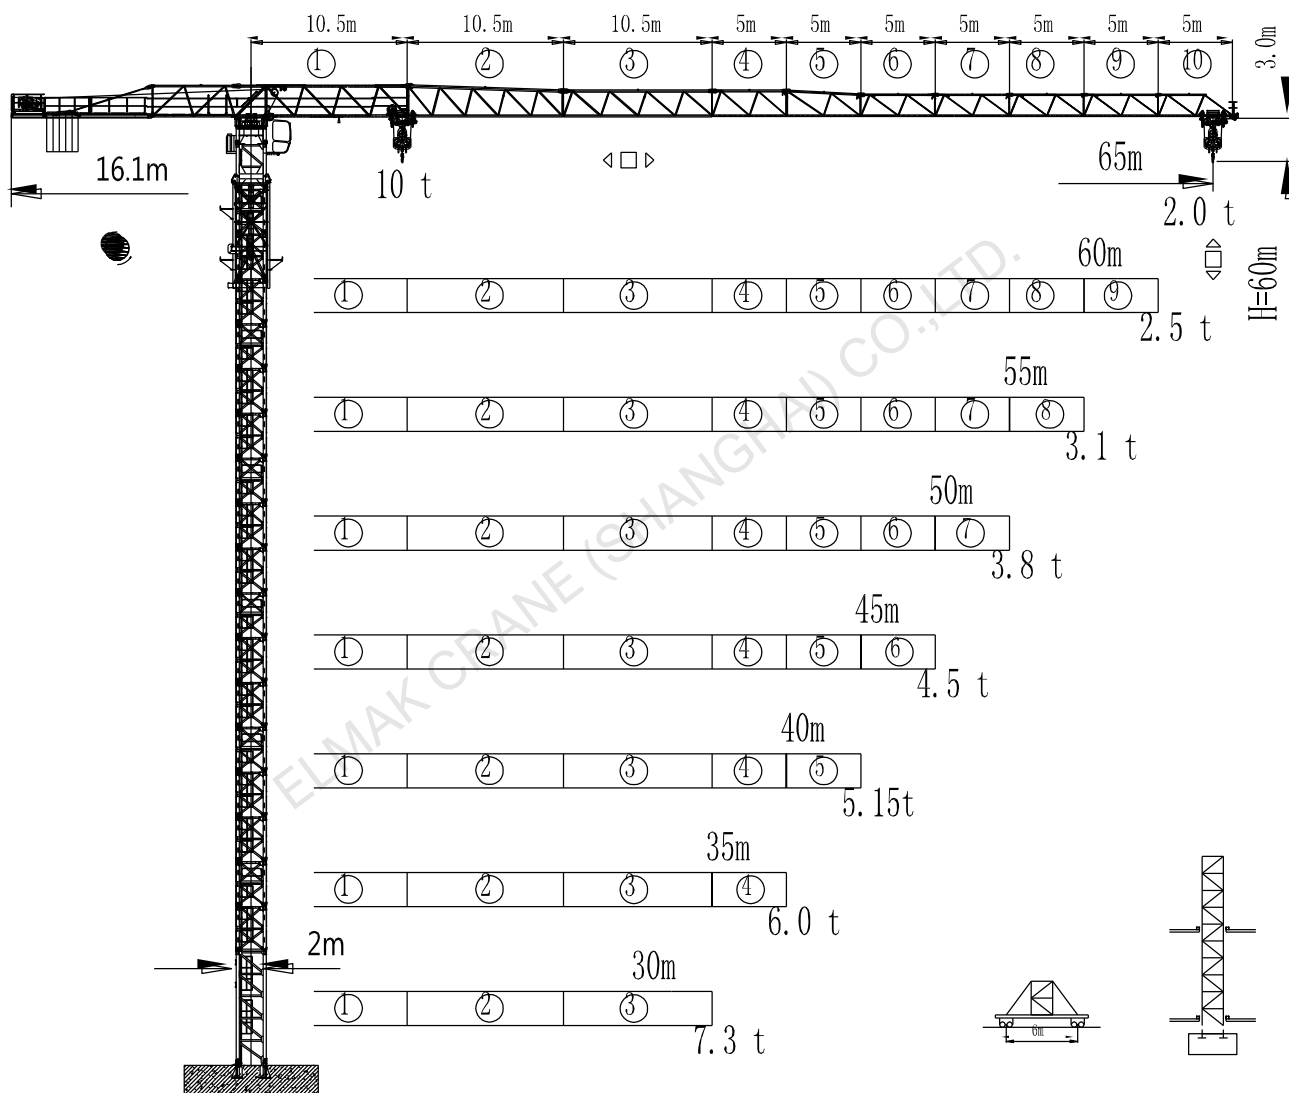 10.5m 10.5m 10.5m 5m 5m 5m 5m 5m 5m 5m
1 2 3 4 5 6 7 8 9 10
3.0m
16.1m
10 t
65m
2.0 t
H=60m
60m
1 2 3 4 5 6 7 8 9
2.5 t
55m
1 2 3 4 5 6 7 8
3.1 t
50m
1 2 3 4 5 6 7
3.8 t
45m
1 2 3 4 5 6
4.5 t
40m
1 2 3 4 5
5.15t
35m
1 2 3 4
6.0 t
2m
30m
1 2 3
7.3 t
6m
ELMAK CRANE (SHANGHAI) CO.,LTD.